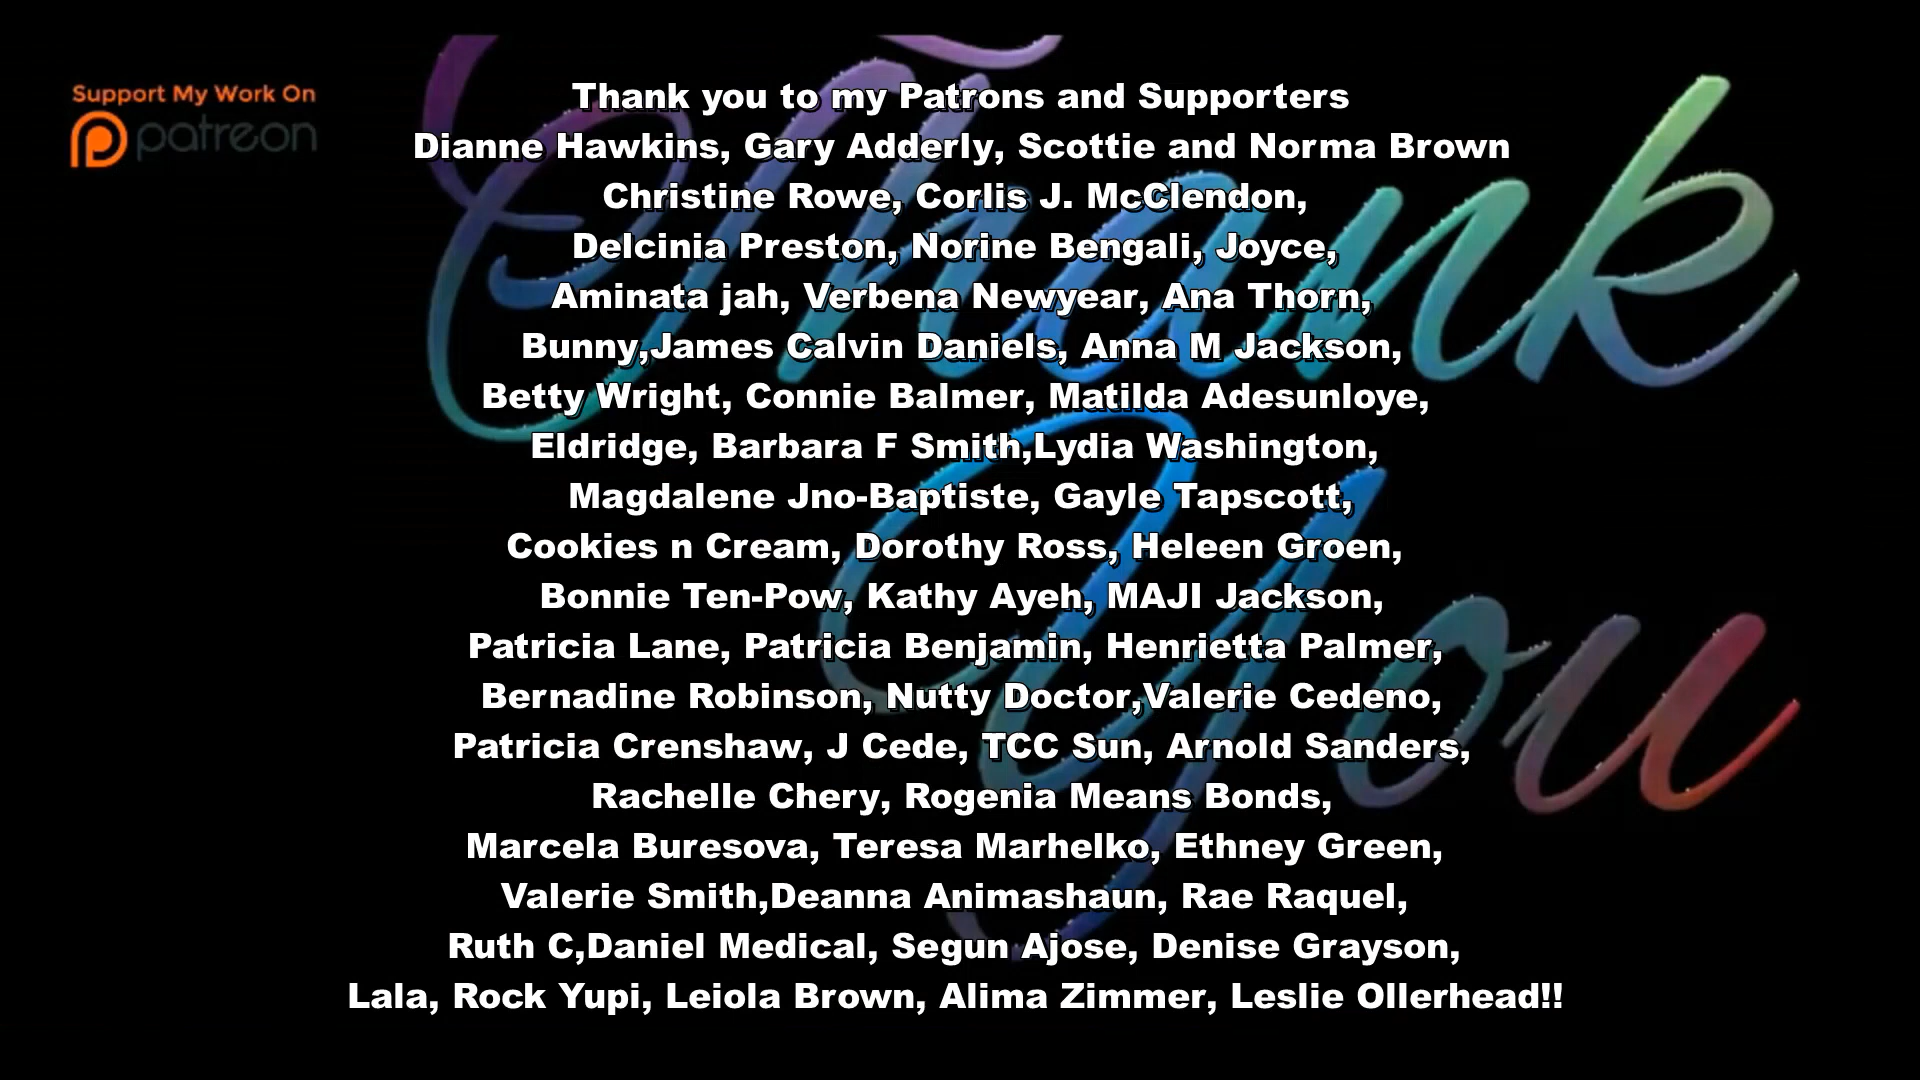 Support My Work On
patreon
Thank you to my Patrons and Supporters
Dianne Hawkins, Gary Adderly, Scottie and Norma Brown
Christine Rowe, Corlis J. McClendon,
Delcinia Preston, Norine Bengali, Joyce,
Aminata jah, Verbena Newyear, Ana Thorn,
Bunny,James Calvin Daniels, Anna M Jackson,
Betty Wright, Connie Balmer, Matilda Adesunloye,
Eldridge, Barbara F Smith,Lydia Washington,
Magdalene Jno-Baptiste, Gayle Tapscott,
Cookies n Cream, Dorothy Ross, Heleen Groen,
Bonnie Ten-Pow, Kathy Ayeh, MAJI Jackson,
Patricia Lane, Patricia Benjamin, Henrietta Palmer,
Bernadine Robinson, Nutty Doctor,Valerie Cedeno,
Patricia Crenshaw, J Cede, TCC Sun, Arnold Sanders,
Rachelle Chery, Rogenia Means Bonds,
Marcela Buresova, Teresa Marhelko, Ethney Green,
Valerie Smith,Deanna Animashaun, Rae Raquel,
Ruth C,Daniel Medical, Segun Ajose, Denise Grayson,
Lala, Rock Yupi, Leiola Brown, Alima Zimmer, Leslie Ollerhead!!
Thank
You